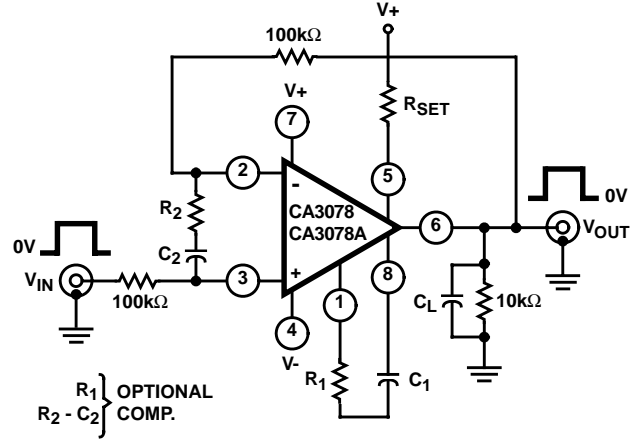 V+
100kΩ
RSET
V+
7
2
5
-
R2
CA3078
CA3078A
6
0V
VOUT
0V
C2
VIN
100kΩ
3
+
1
8
CL
10kΩ
4
V-
R1
C1
R1
R2 - C2
OPTIONAL
COMP.